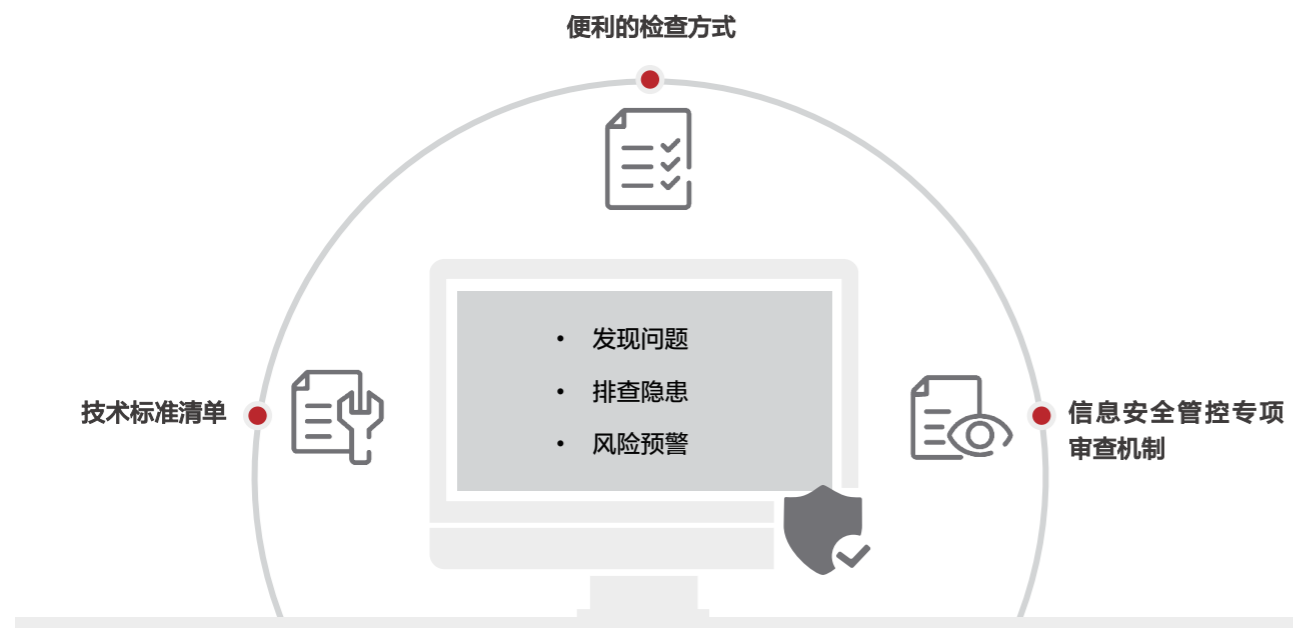 便利的检查方式
• 发现问题
• 排查隐患
• 风险预警
技术标准清单
信息安全管控专项
审查机制